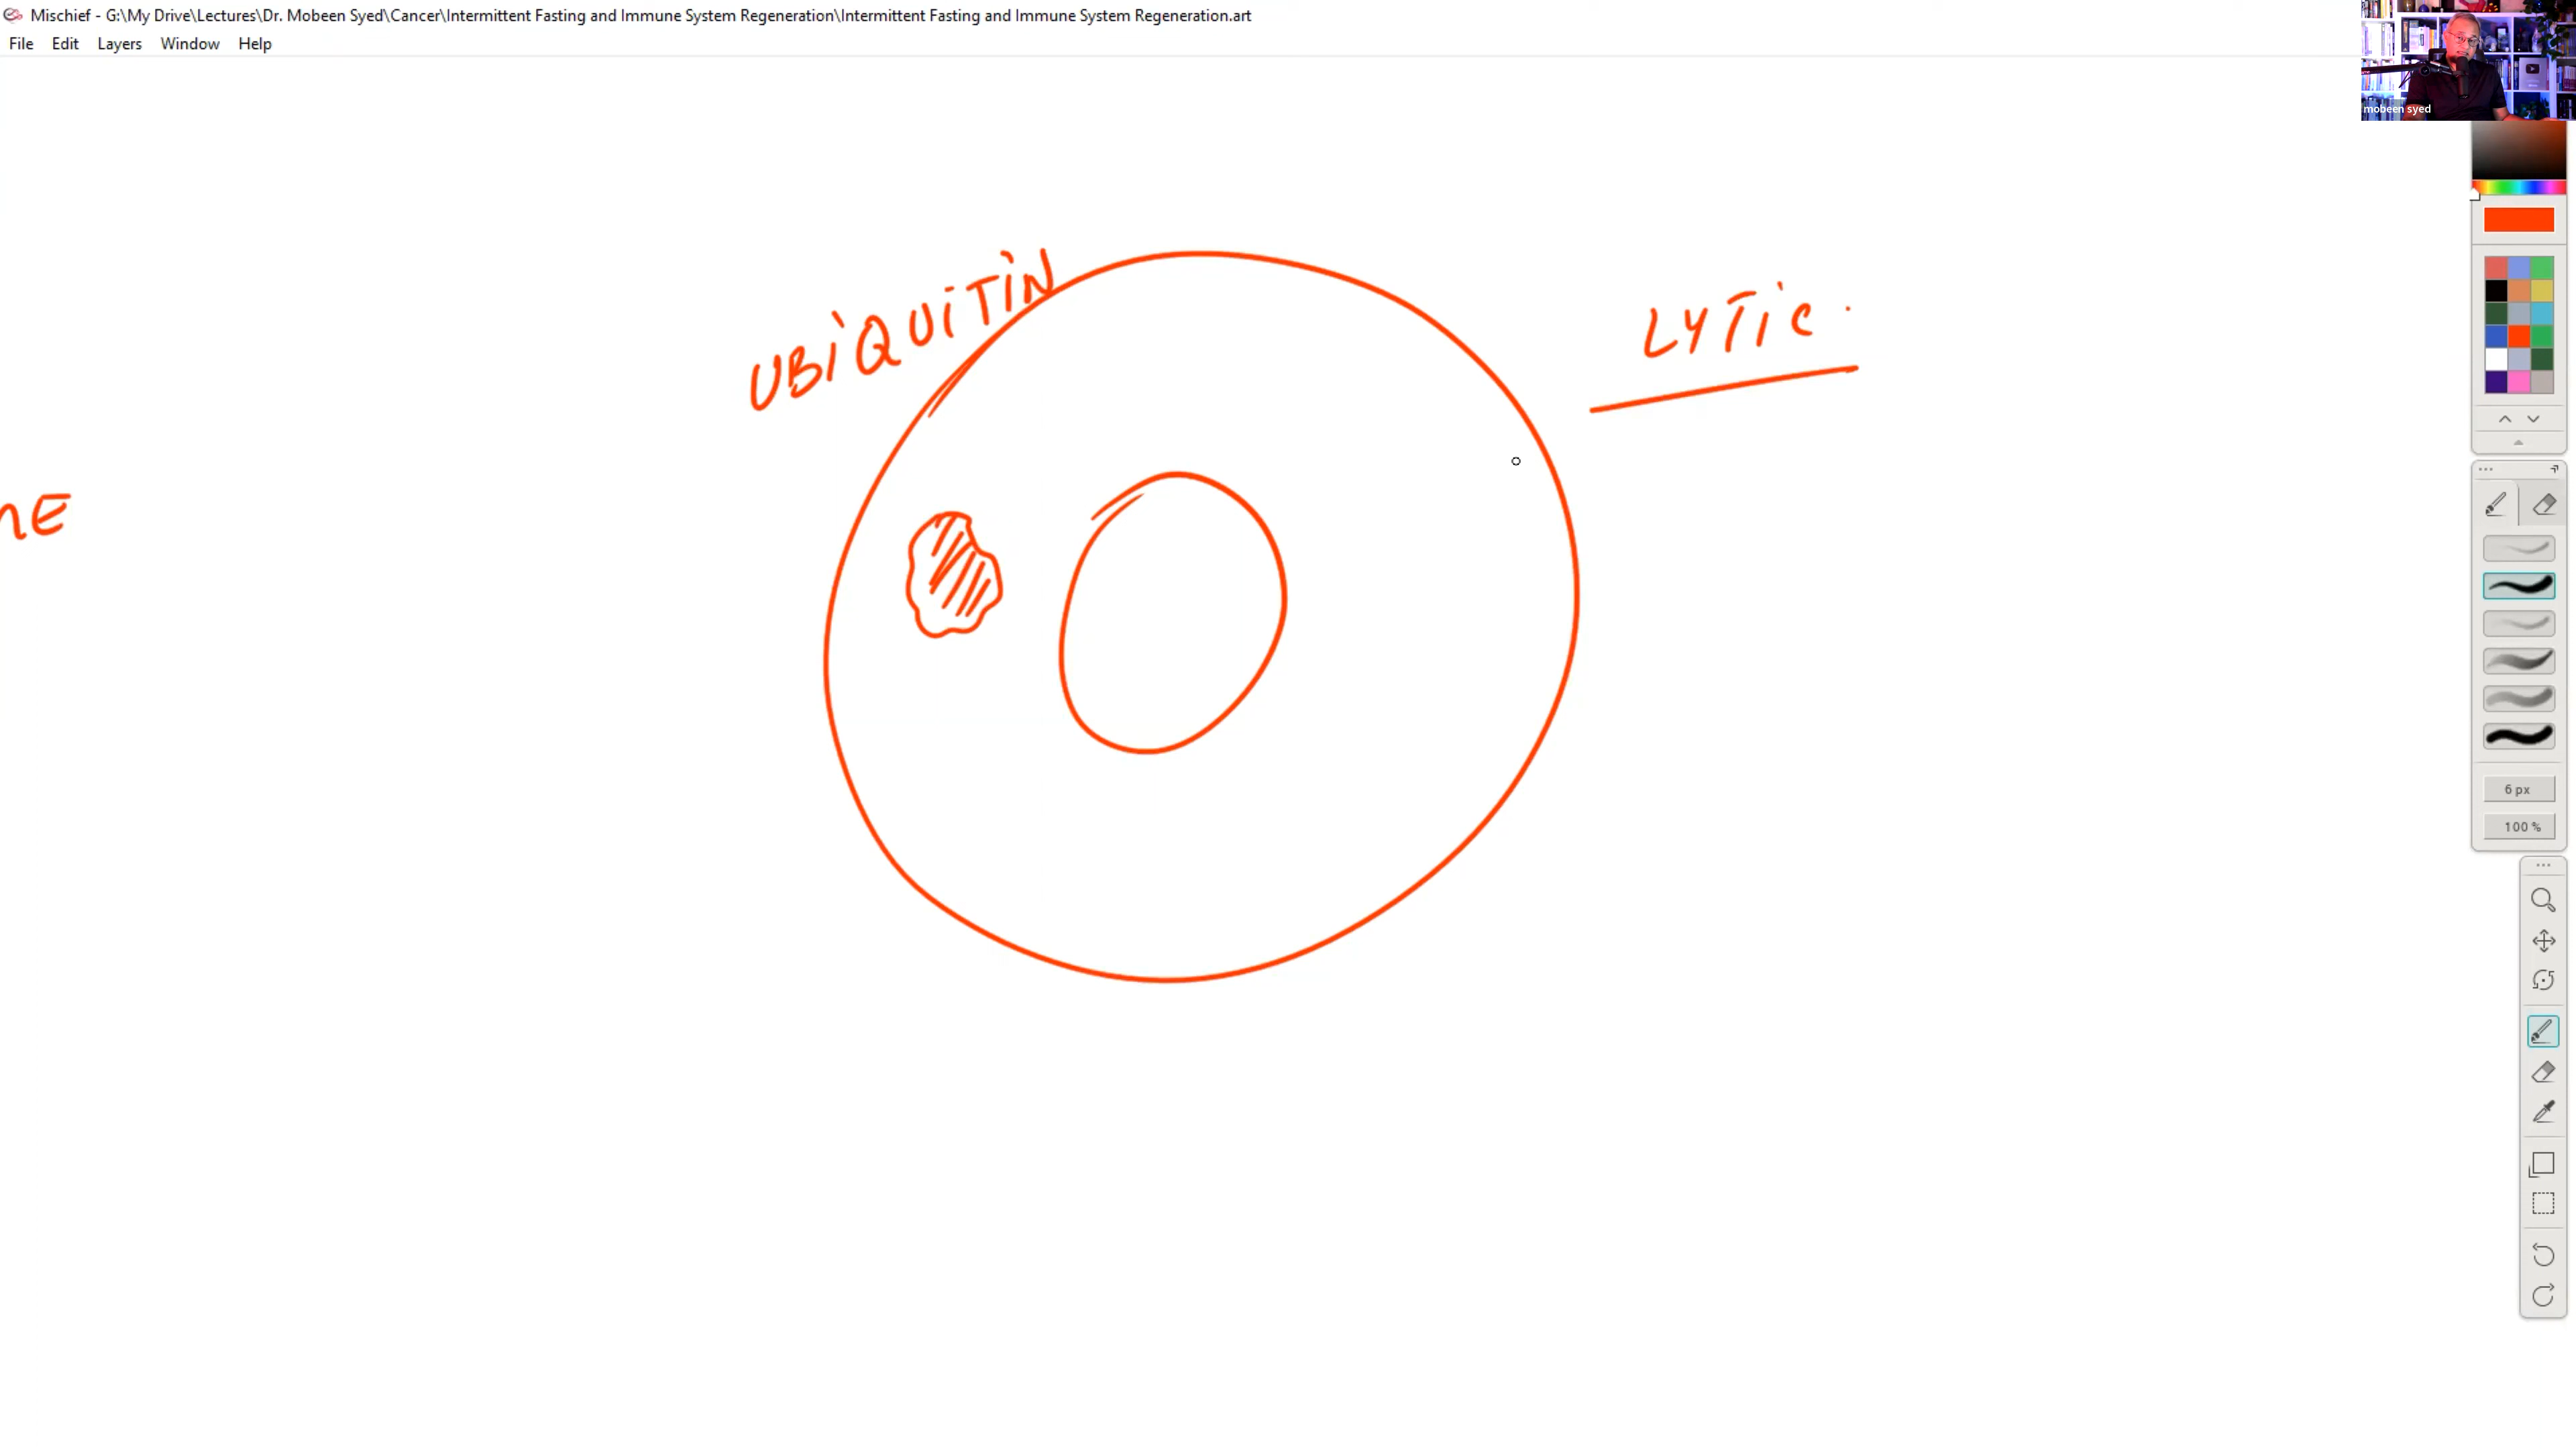 Mischief - G:\My Drive\Lectures\Dr. Mobeen Syed\Cancer\Intermittent Fasting and Immune System Regeneration\Intermittent Fasting and Immune System Regeneration.art
File Edit Layers Window Help
mobeen syed
UBiQUiTiN
LYTiC
6 px
100 %